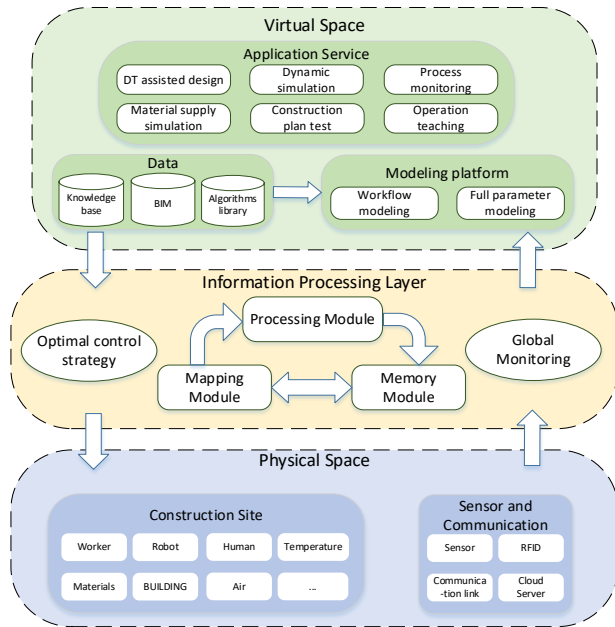 Virtual Space
Application Service
DT assisted design
Dynamic
simulation
Process
monitoring
Material supply
simulation
Construction
plan test
Operation
teaching
Data
Knowledge
base
BIM
Algorithms
library
Modeling platform
Workflow
modeling
Full parameter
modeling
Information Processing Layer
Optimal control
strategy
Processing Module
Mapping
Module
Memory
Module
Global
Monitoring
Physical Space
Construction Site
Worker
Robot
Human
Temperature
Materials
BUILDING
Air
...
Sensor and
Communication
Sensor
RFID
Communica
-tion link
Cloud
Server